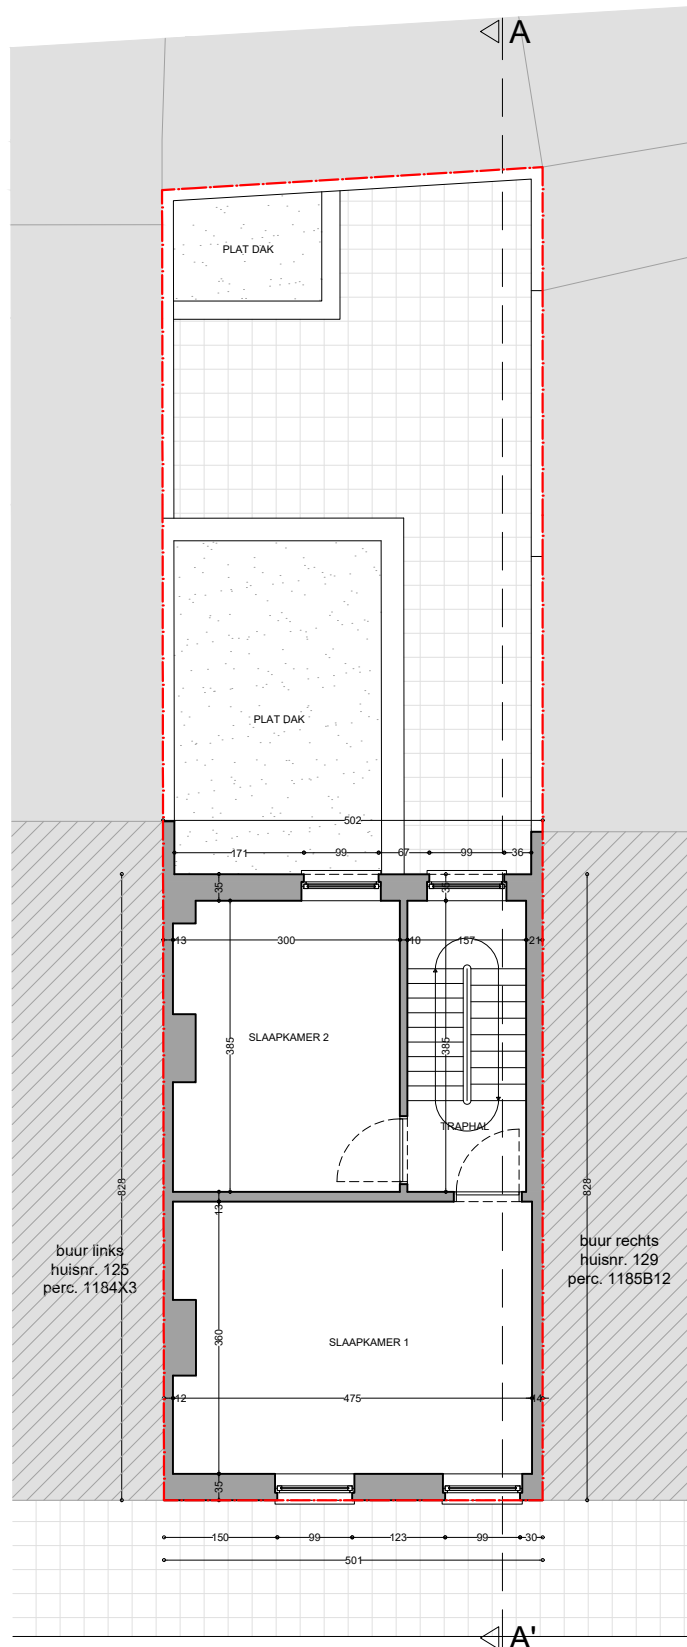 A
PLAT DAK
PLAT DAK
502
171 99 67 99 36
35 35
13 300 10 157 21
SLAAPKAMER 2
385 385
TRAPHAL
828 828
13
buur links
huisnr. 125
perc. 1184X3
buur rechts
huisnr. 129
perc. 1185B12
360
SLAAPKAMER 1
12 475 14
35
150 99 123 99 30
501
A'